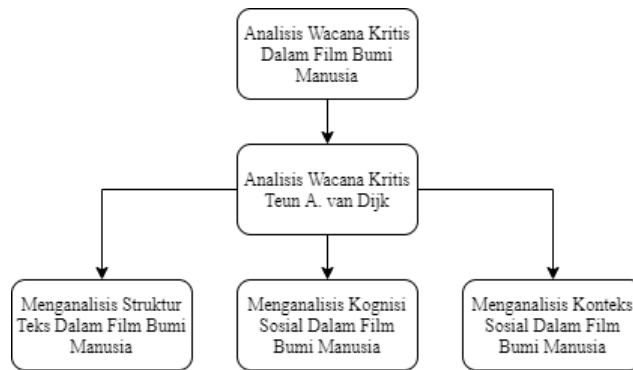 Analisis Wacana Kritis
Dalam Film Bumi
Manusia
Analisis Wacana Kritis
Teun A. van Dijk
Menganalisis Struktur
Teks Dalam Film Bumi
Manusia
Menganalisis Kognisi
Sosial Dalam Film
Bumi Manusia
Menganalisis Konteks
Sosial Dalam Film
Bumi Manusia